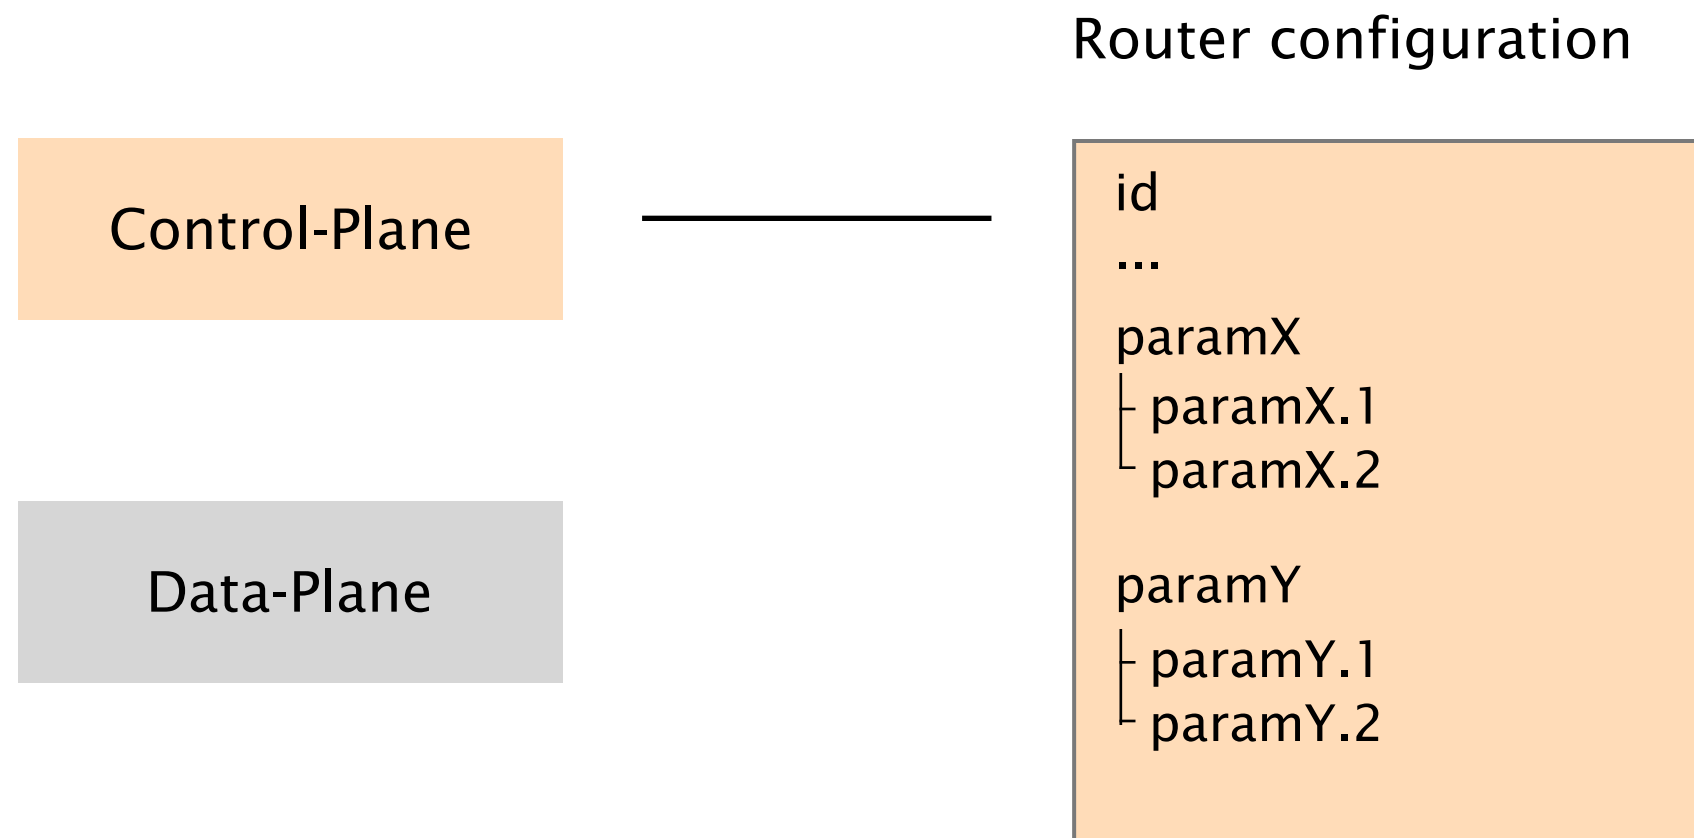 Router configuration
Control-Plane
Data-Plane
id
...
paramX
paramX.1
paramX.2
paramY
paramY.1
paramY.2